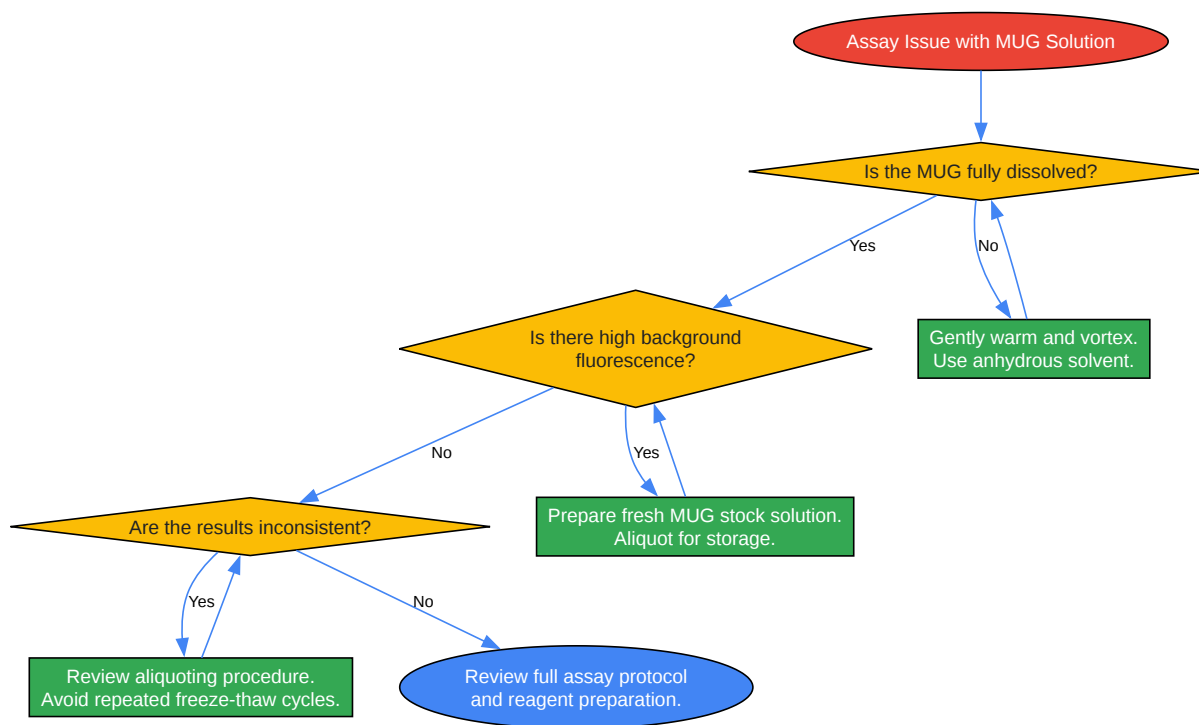 Assay Issue with MUG Solution
Is the MUG fully dissolved?
Yes
No
Is there high background
fluorescence?
Gently warm and vortex.
Use anhydrous solvent.
No
Yes
Are the results inconsistent?
Prepare fresh MUG stock solution.
Aliquot for storage.
Yes
No
Review aliquoting procedure.
Avoid repeated freeze-thaw cycles.
Review full assay protocol
and reagent preparation.